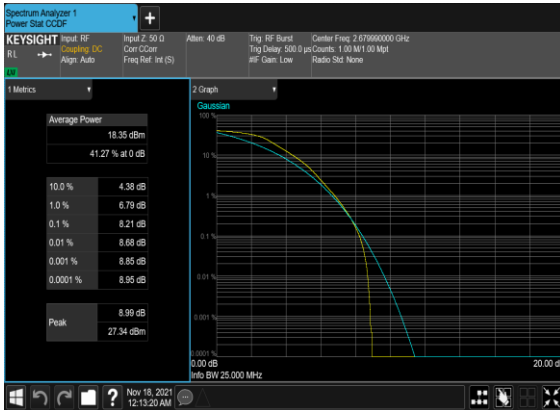 Spectrum Analyzer 1
Power Stat CCDF
+
KEYSIGHT
RL
Input: RF
Coupling: DC
Align: Auto
Input Z: 50 Ω
Corr CCorr
Freq Ref: Int (S)
Atten: 40 dB
Trig: RF Burst
Trig Delay: 500.0 µs
#IF Gain: Low
Center Freq: 2.679990000 GHz
Counts: 1.00 M/1.00 Mpt
Radio Std: None
1 Metrics
Average Power
18.35 dBm
41.27 % at 0 dB
10.0 % 4.38 dB
1.0 % 6.79 dB
0.1 % 8.21 dB
0.01 % 8.68 dB
0.001 % 8.85 dB
0.0001 % 8.95 dB
Peak
8.99 dB
27.34 dBm
2 Graph
Gaussian
100 %
10 %
1 %
0.1 %
0.01 %
0.001 %
0.0001 %
0.00 dB
20.00 dB
Info BW 25.000 MHz
?
Nov 18, 2021
12:13:20 AM